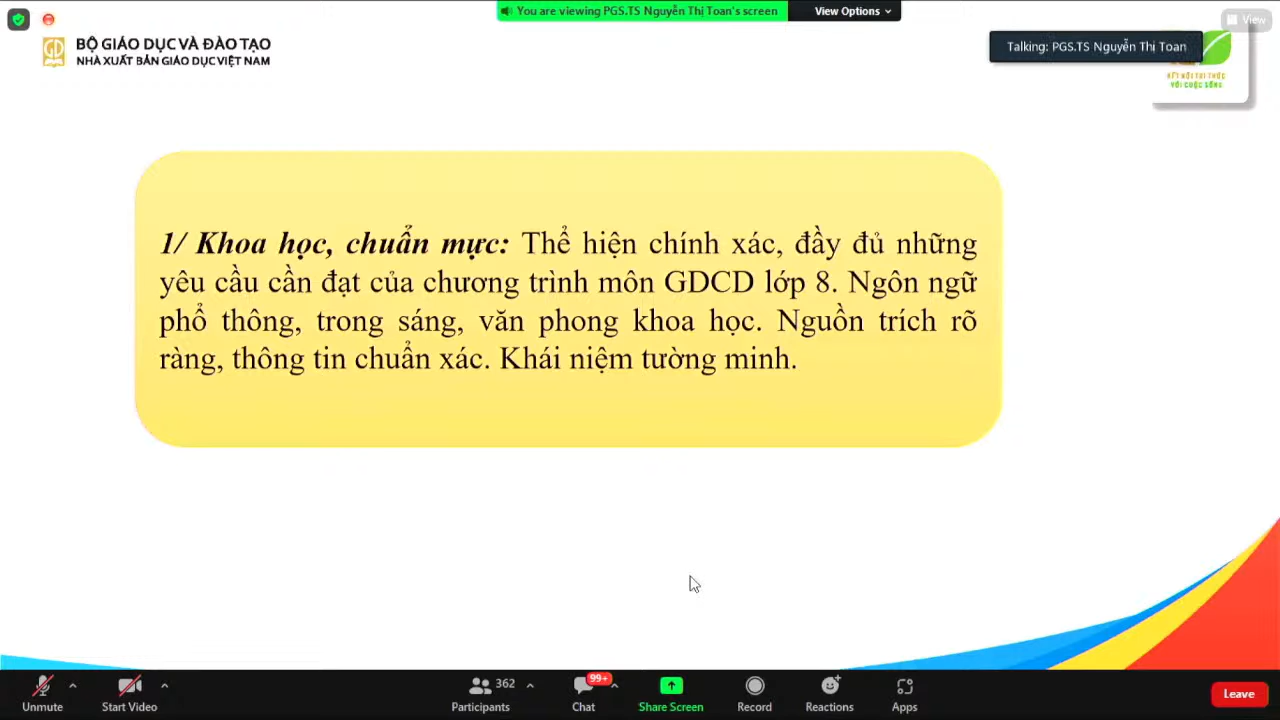 You are viewing PGS.TS Nguyễn Thị Toan's screen
View Options
View
BỘ GIÁO DỤC VÀ ĐÀO TẠO
NHÀ XUẤT BẢN GIÁO DỤC VIỆT NAM
Talking: PGS.TS Nguyễn Thị Toan
KẾT NỐI TRI THỨC
VỚI CUỘC SỐNG
1/ Khoa học, chuẩn mực: Thể hiện chính xác, đầy đủ những
yêu cầu cần đạt của chương trình môn GDCD lớp 8. Ngôn ngữ
phổ thông, trong sáng, văn phong khoa học. Nguồn trích rõ
ràng, thông tin chuẩn xác. Khái niệm tường minh.
Unmute
Start Video
362
Participants
99+
Chat
Share Screen
Record
Reactions
Apps
Leave